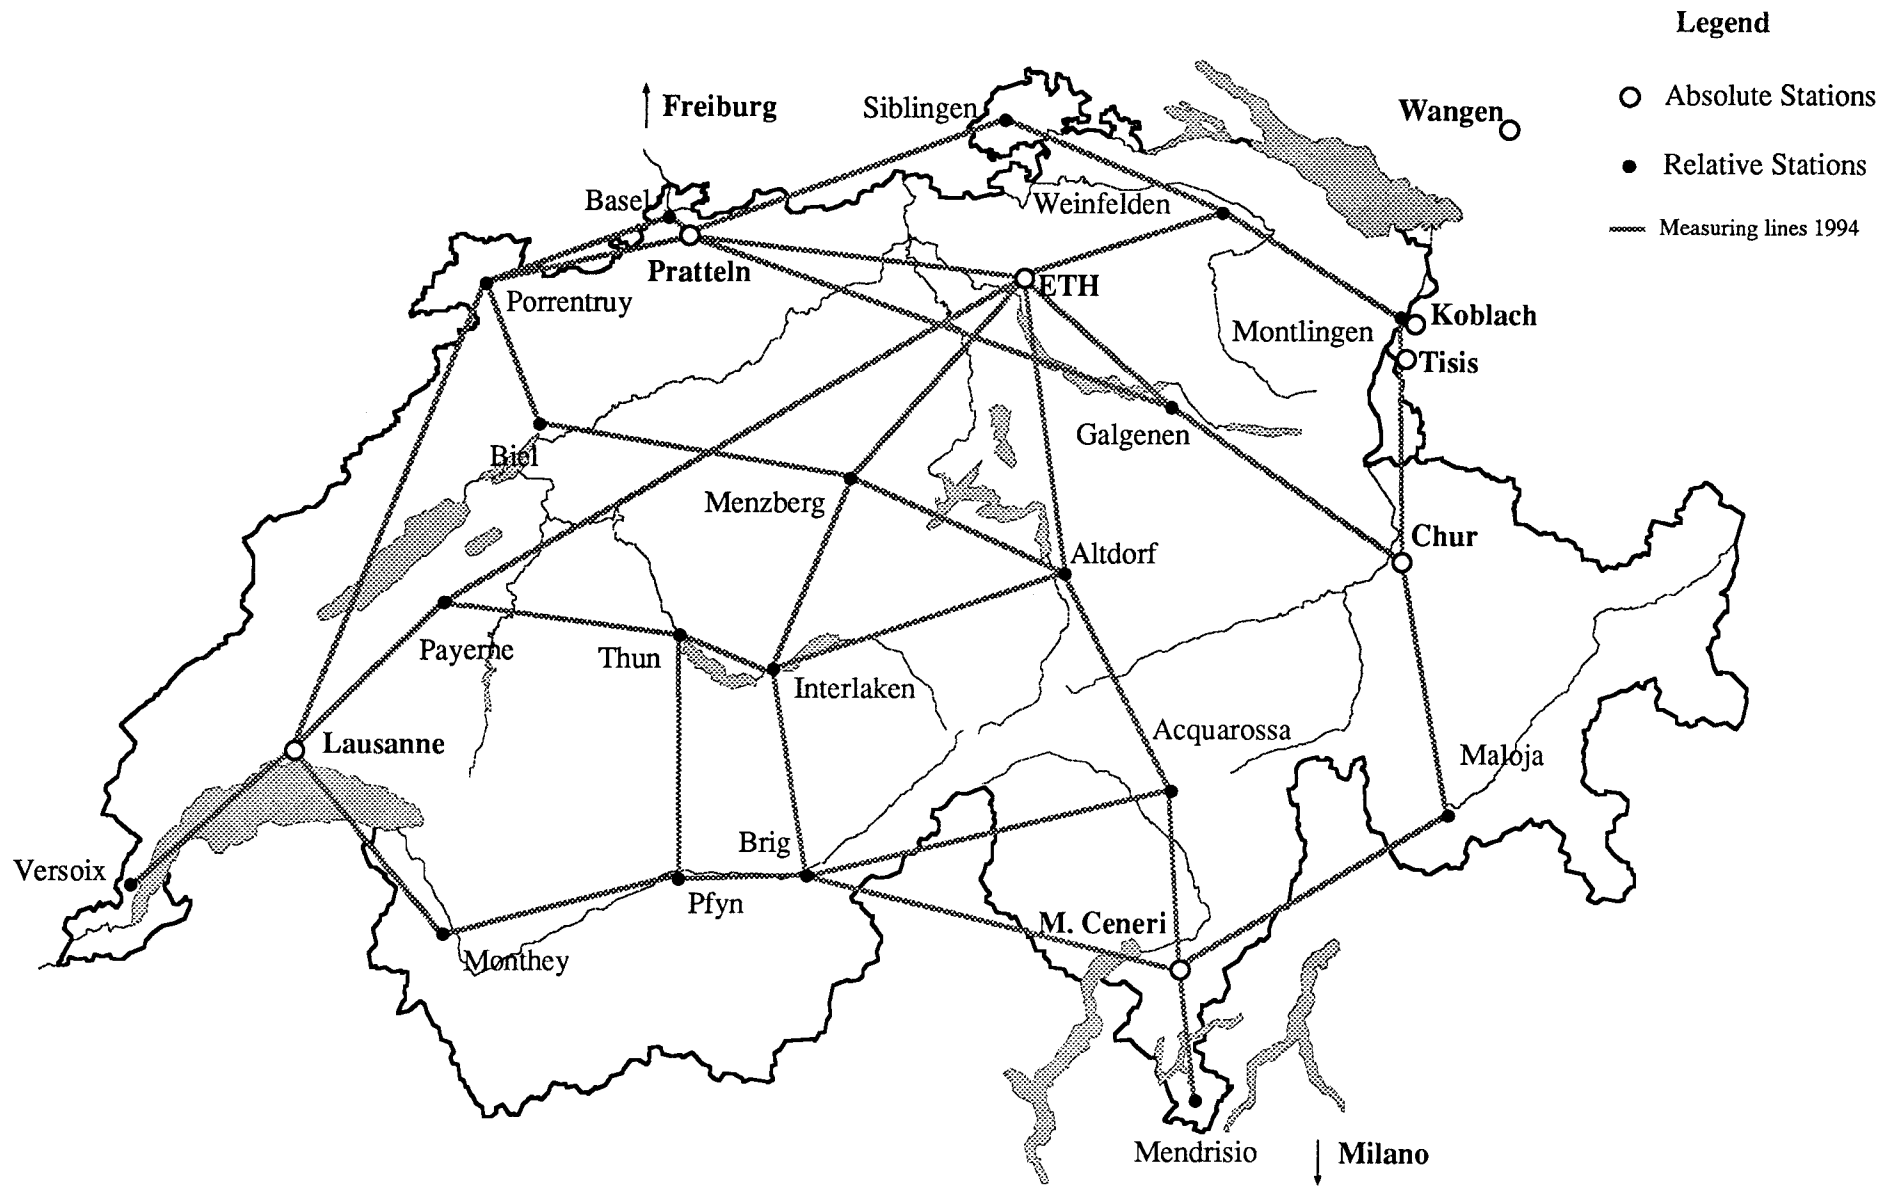 Legend
Absolute Stations
Relative Stations
Measuring lines 1994
Freiburg
Siblingen
Wangen
Basel
Weinfelden
Pratteln
ETH
Porrentruy
Koblach
Montlingen
Tisis
Galgenen
Biel
Menzberg
Chur
Altdorf
Payerne
Thun
Interlaken
Acquarossa
Lausanne
Maloja
Brig
Versoix
Pfyn
M. Ceneri
Monthey
Mendrisio
Milano